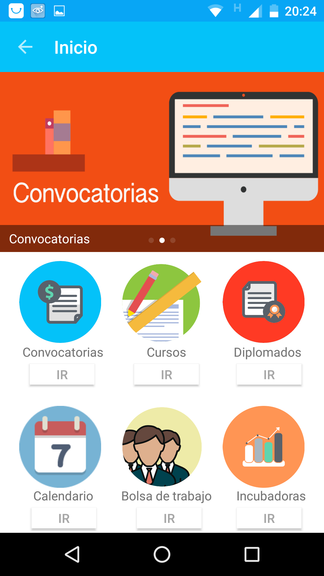 H
20:24
Inicio
Convocatorias
Convocatorias
$
Convocatorias
Cursos
Diplomados
IR
IR
IR
7
Calendario
Bolsa de trabajo
Incubadoras
IR
IR
IR